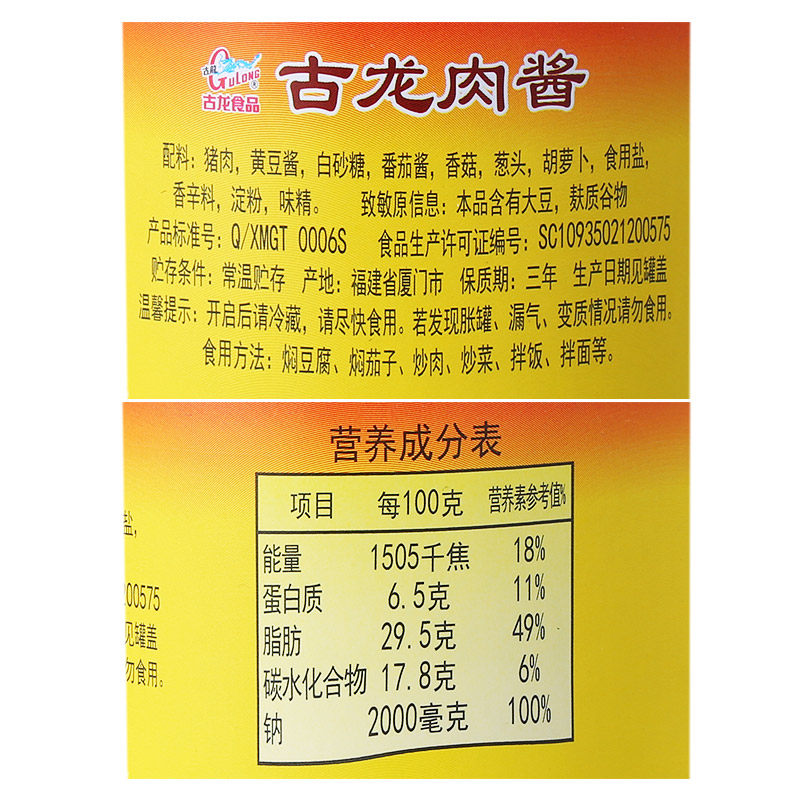 古龍
GULONG
古龙食品
古龙肉酱
配料：猪肉，黄豆酱，白砂糖，番茄酱，香菇，葱头，胡萝卜，食用盐，
香辛料，淀粉，味精。 致敏原信息：本品含有大豆，麸质谷物
产品标准号：Q/XMGT 0006S 食品生产许可证编号：SC10935021200575
贮存条件：常温贮存 产地：福建省厦门市 保质期：三年 生产日期见罐盖
温馨提示：开启后请冷藏，请尽快食用。若发现胀罐、漏气、变质情况请勿食用。
食用方法：焖豆腐、焖茄子、炒肉、炒菜、拌饭、拌面等。
营养成分表
项目 每100克 营养素参考值%
能量 1505千焦 18%
蛋白质 6.5克 11%
脂肪 29.5克 49%
碳水化合物 17.8克 6%
钠 2000毫克 100%
盐，
200575
见罐盖
勿食用。